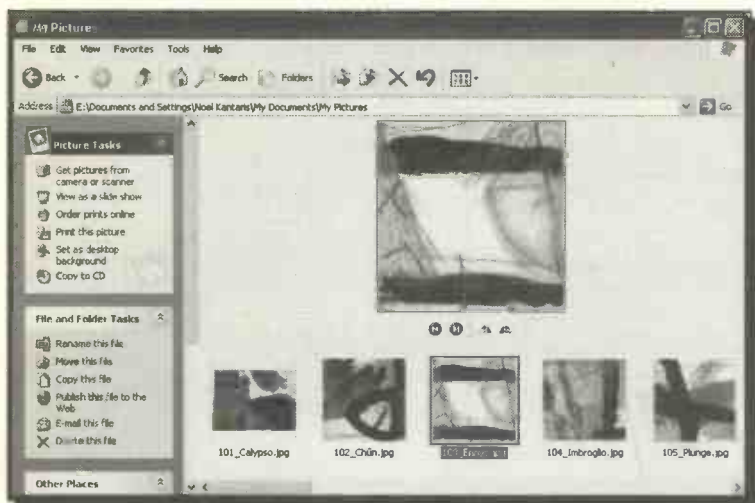 My Pictures
File Edit View Favorites Tools Help
Back Search Folders
Address E:\Documents and Settings\Noel Kantaris\My Documents\My Pictures Go
Picture Tasks
Get pictures from
camera or scanner
View as a slide show
Order prints online
Print this picture
Set as desktop
background
Copy to CD
File and Folder Tasks
Rename this file
Move this file
Copy this file
Publish this file to the
Web
E-mail this file
Delete this file
Other Places
101_Calypso.jpg 102_Chûn.jpg 104_Imbroglio.jpg 105_Plunge.jpg